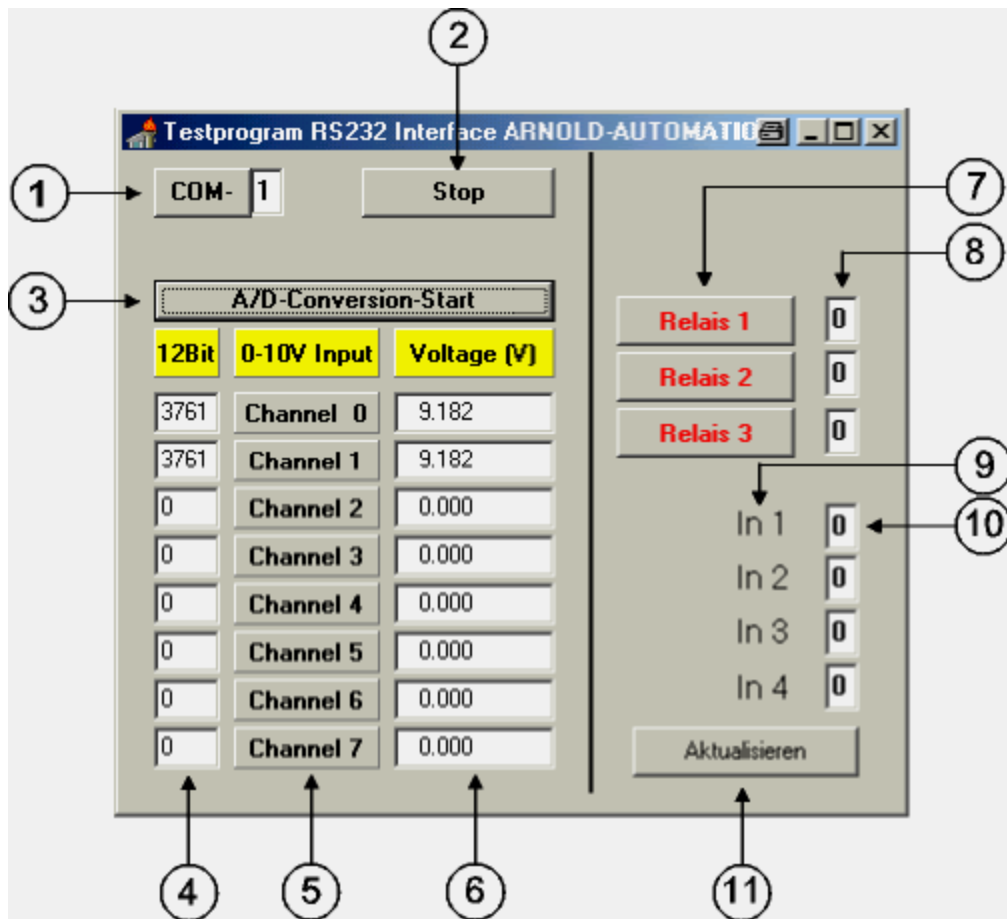 2
Testprogram RS232 Interface ARNOLD-AUTOMATIO
1
COM- 1
Stop
7
8
3
A/D-Conversion-Start
12Bit 0-10V Input Voltage (V)
3761 Channel 0 9.182
3761 Channel 1 9.182
0 Channel 2 0.000
0 Channel 3 0.000
0 Channel 4 0.000
0 Channel 5 0.000
0 Channel 6 0.000
0 Channel 7 0.000
Relais 1 0
Relais 2 0
Relais 3 0
9
In 1 0
10
In 2 0
In 3 0
In 4 0
Aktualisieren
4
5
6
11